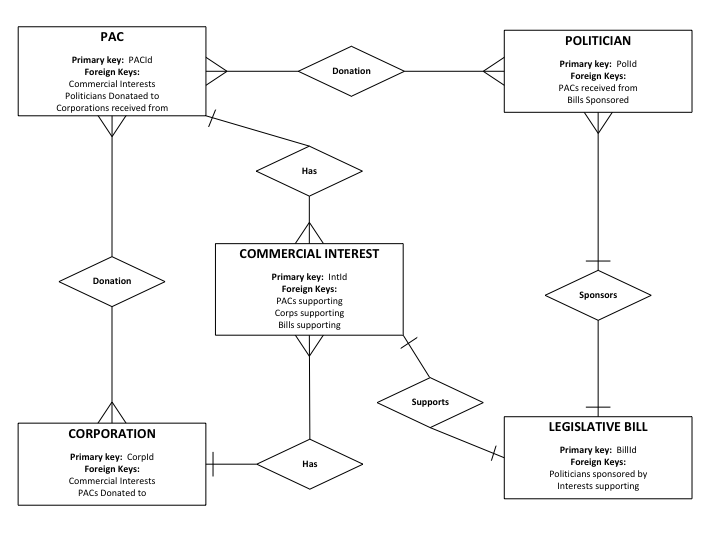 PAC
Primary key: PACId
Foreign Keys:
Commercial Interests
Politicians Donataed to
Corporations received from
Donation
POLITICIAN
Primary key: PolId
Foreign Keys:
PACs received from
Bills Sponsored
Has
COMMERCIAL INTEREST
Primary key: IntId
Foreign Keys:
PACs supporting
Corps supporting
Bills supporting
Donation
Sponsors
Supports
CORPORATION
Primary key: CorpId
Foreign Keys:
Commercial Interests
PACs Donated to
Has
LEGISLATIVE BILL
Primary key: BillId
Foreign Keys:
Politicians sponsored by
Interests supporting